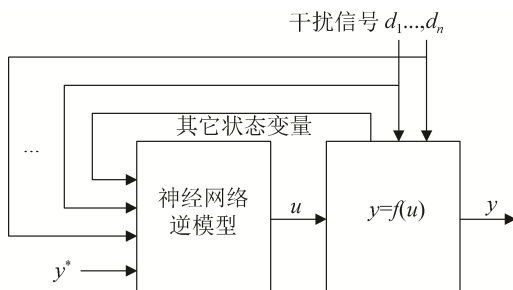 干扰信号 d₁...,dₙ
其它状态变量
...
神经网络
逆模型
u
y=f(u)
y
y*